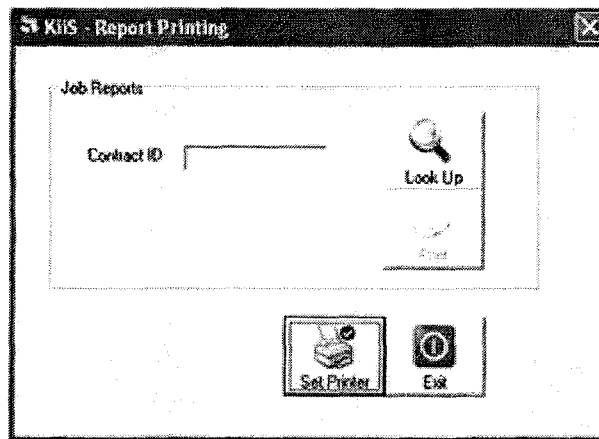 KIIS - Report Printing
Job Reports
Contract ID
Look Up
Print
Set Printer
Exit